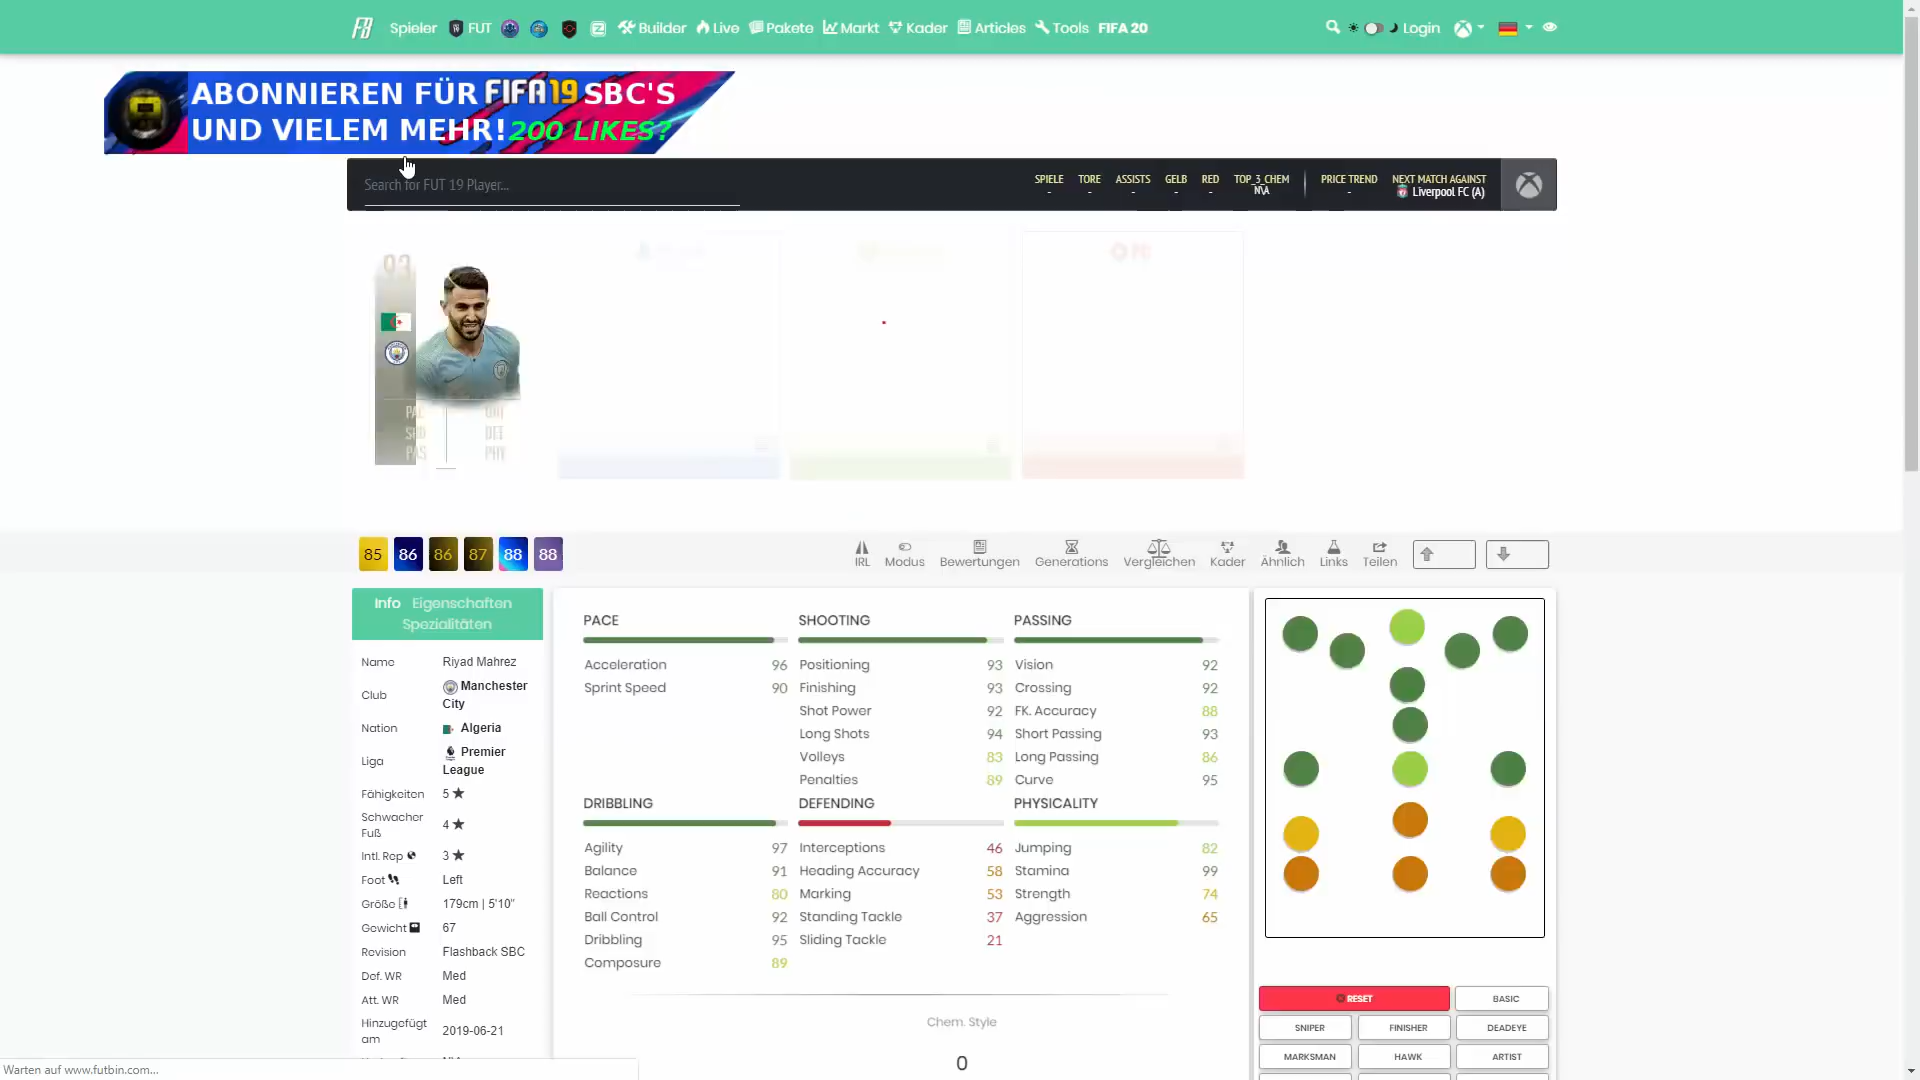 Spieler FUT Builder Live Pakete Markt Kader Articles Tools FIFA 20 Login
ABONNIEREN FÜR FIFA19 SBC'S
UND VIELEM MEHR! 200 LIKES?
Search for FUT 19 Player...
SPIELE TORE ASSISTS GELB RED TOP_3_CHEM PRICE TREND NEXT MATCH AGAINST
- - - - - N\A - Liverpool FC (A)
93
PC
PAC DRI
SHO DEF
PAS PHY
85 86 86 87 88 88
IRL Modus Bewertungen Generations Vergleichen Kader Ähnlich Links Teilen
Info Eigenschaften
Spezialitäten
Name Riyad Mahrez
Club Manchester City
Nation Algeria
Liga Premier League
Fähigkeiten 5 ★
Schwacher Fuß 4 ★
Intl. Rep 3 ★
Foot Left
Größe 179cm | 5'10"
Gewicht 67
Revision Flashback SBC
Def. WR Med
Att. WR Med
Hinzugefügt am 2019-06-21
PACE
Acceleration 96
Sprint Speed 90
SHOOTING
Positioning 93
Finishing 93
Shot Power 92
Long Shots 94
Volleys 83
Penalties 89
PASSING
Vision 92
Crossing 92
FK. Accuracy 88
Short Passing 93
Long Passing 86
Curve 95
DRIBBLING
Agility 97
Balance 91
Reactions 80
Ball Control 92
Dribbling 95
Composure 89
DEFENDING
Interceptions 46
Heading Accuracy 58
Marking 53
Standing Tackle 37
Sliding Tackle 21
PHYSICALITY
Jumping 82
Stamina 99
Strength 74
Aggression 65
Chem. Style
0
RESET BASIC
SNIPER FINISHER DEADEYE
MARKSMAN HAWK ARTIST
Warten auf www.futbin.com...